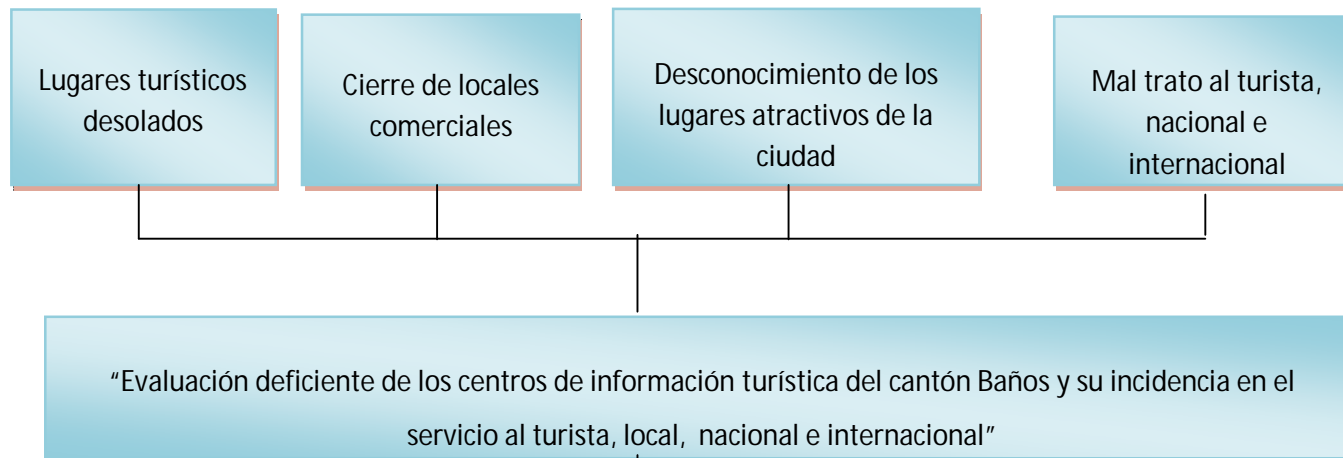 Lugares turísticos
desolados
Cierre de locales
comerciales
Desconocimiento de los
lugares atractivos de la
ciudad
Mal trato al turista,
nacional e
internacional
“Evaluación deficiente de los centros de información turística del cantón Baños y su incidencia en el
servicio al turista, local, nacional e internacional”